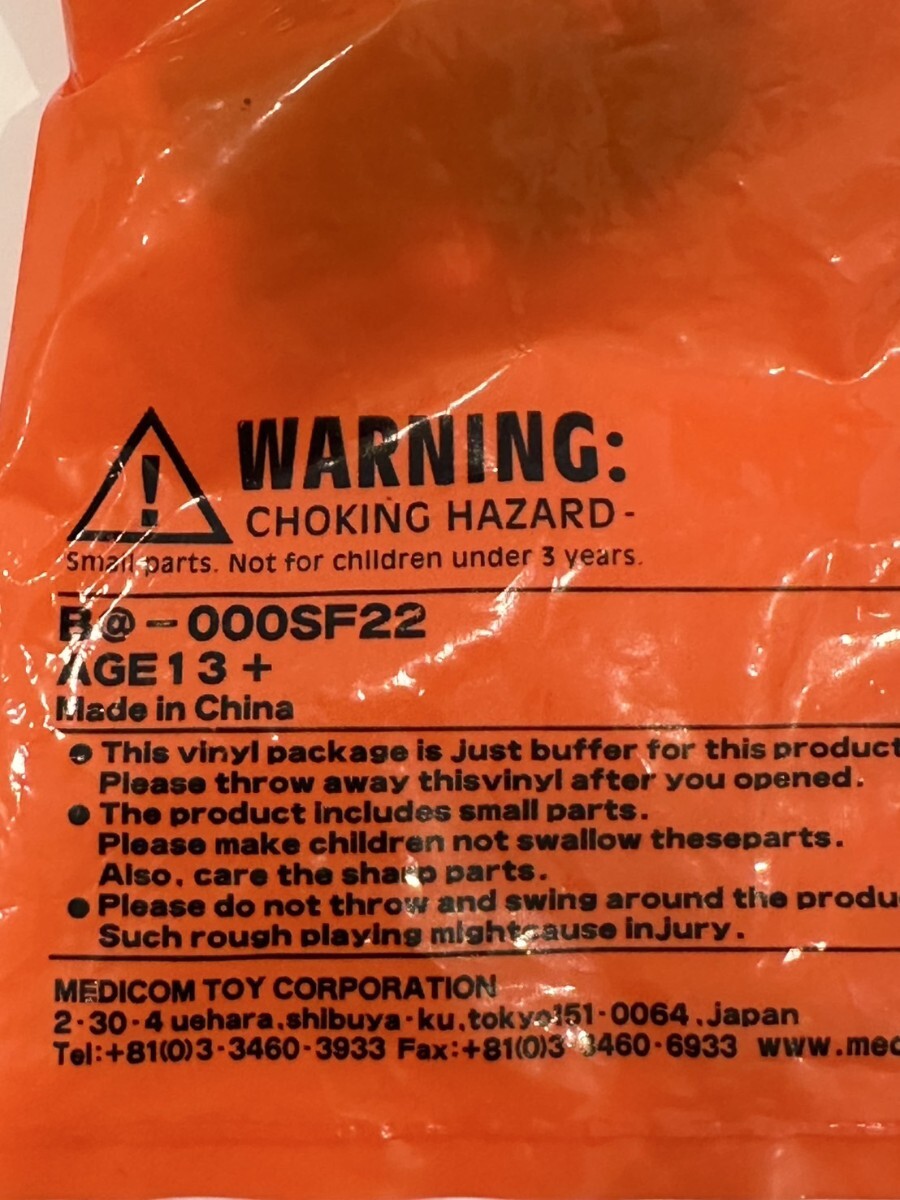 WARNING:
CHOKING HAZARD-
Small parts. Not for children under 3 years.
B@-000SF22
AGE13+
Made in China
● This vinyl package is Just buffer for this product
Please throw away thisvinyl after you opened.
● The product includes small parts.
Please make children not swallow theseparts.
Also, care the sharp parts.
● Please do not throw and swing around the produ
Such rough playing mightcause inJury.
MEDICOM TOY CORPORATION
2-30-4 uehara,shibuya-ku,tokyo151-0064,Japan
Tel:+81(0)3-3460-3933 Fax:+81(0)3-3460-6933 www.med